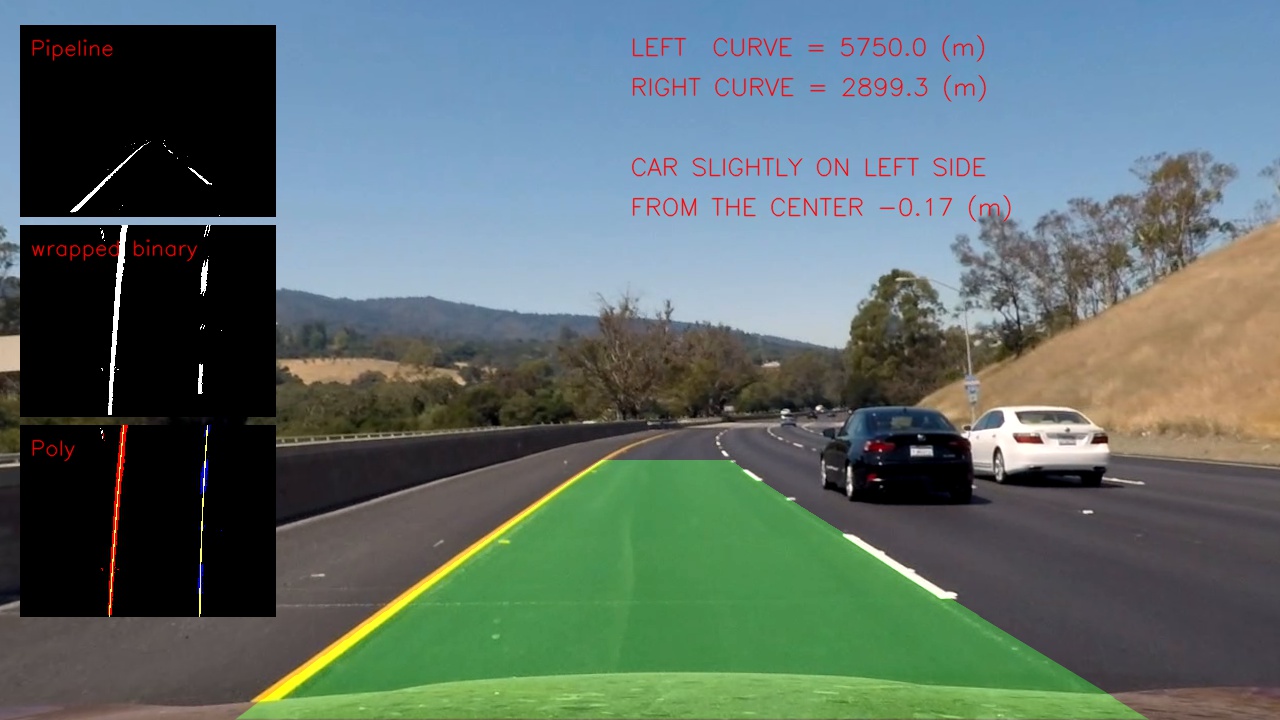 Pipeline
wrapped binary
Poly
LEFT CURVE = 5750.0 (m)
RIGHT CURVE = 2899.3 (m)
CAR SLIGHTLY ON LEFT SIDE
FROM THE CENTER -0.17 (m)